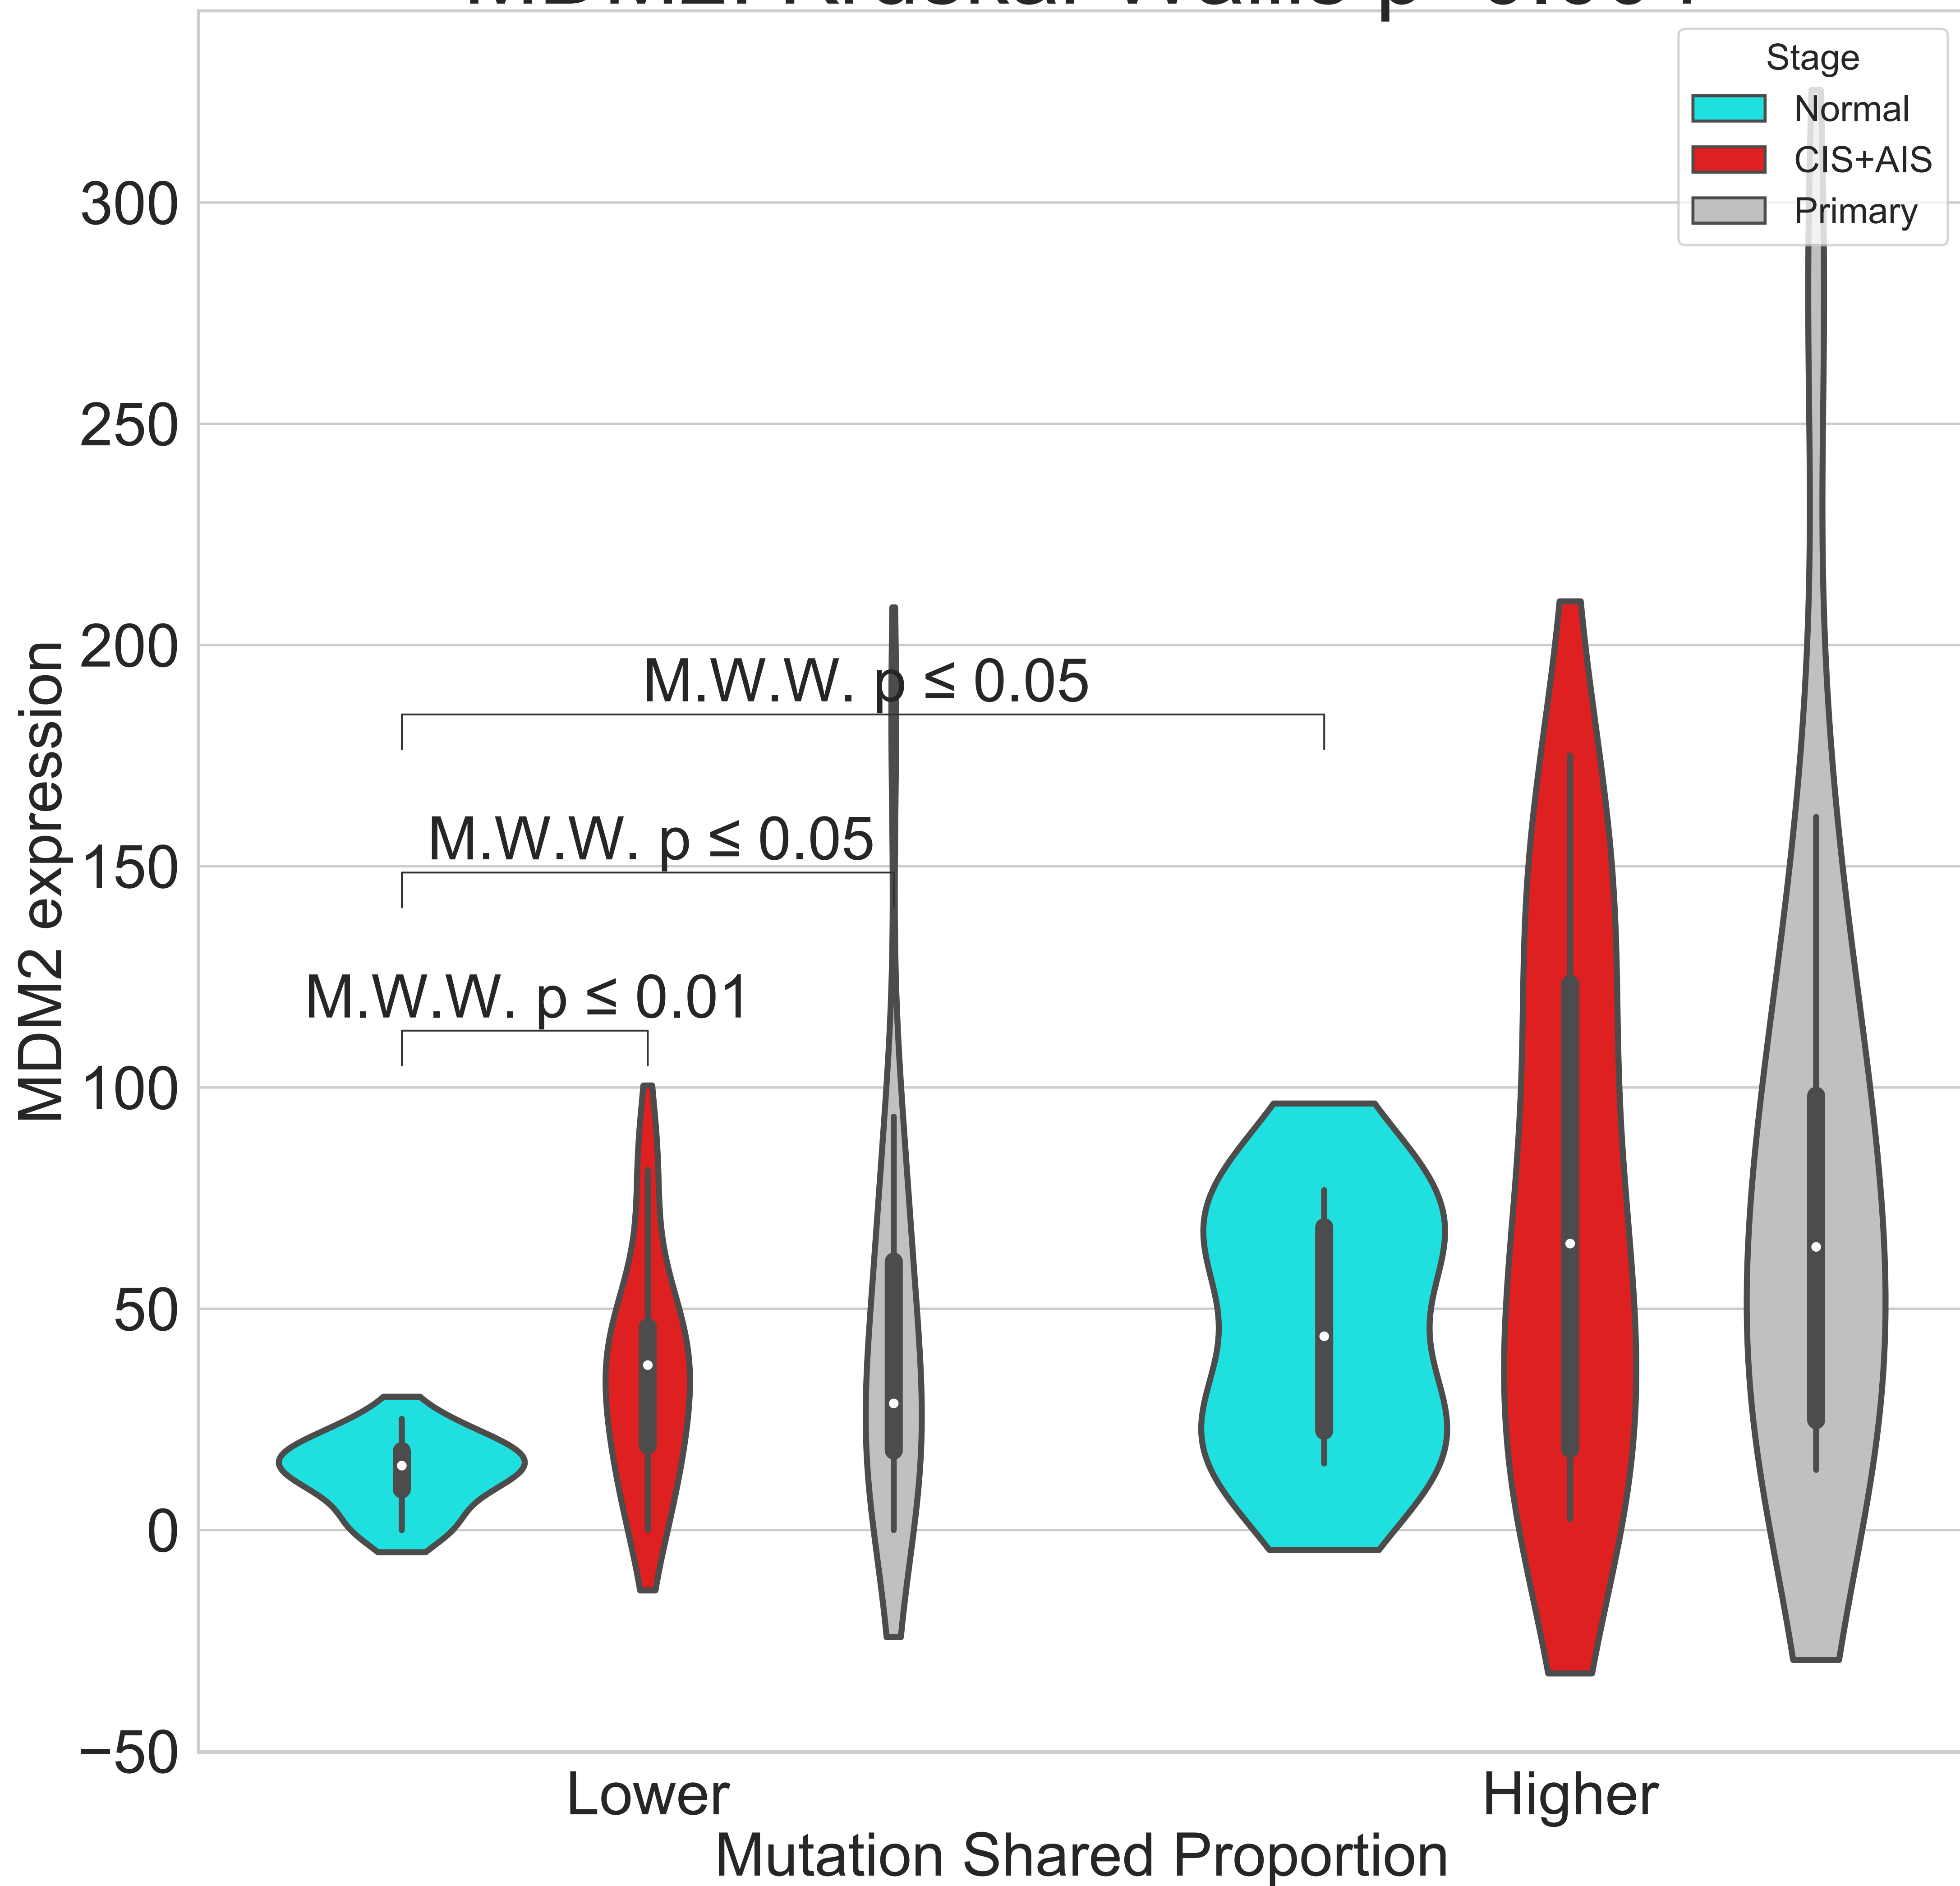 Stage
Normal
CIS+AIS
Primary
300
250
200
150
100
50
0
−50
MDM2 expression
M.W.W. p ≤ 0.05
M.W.W. p ≤ 0.05
M.W.W. p ≤ 0.01
Lower
Higher
Mutation Shared Proportion